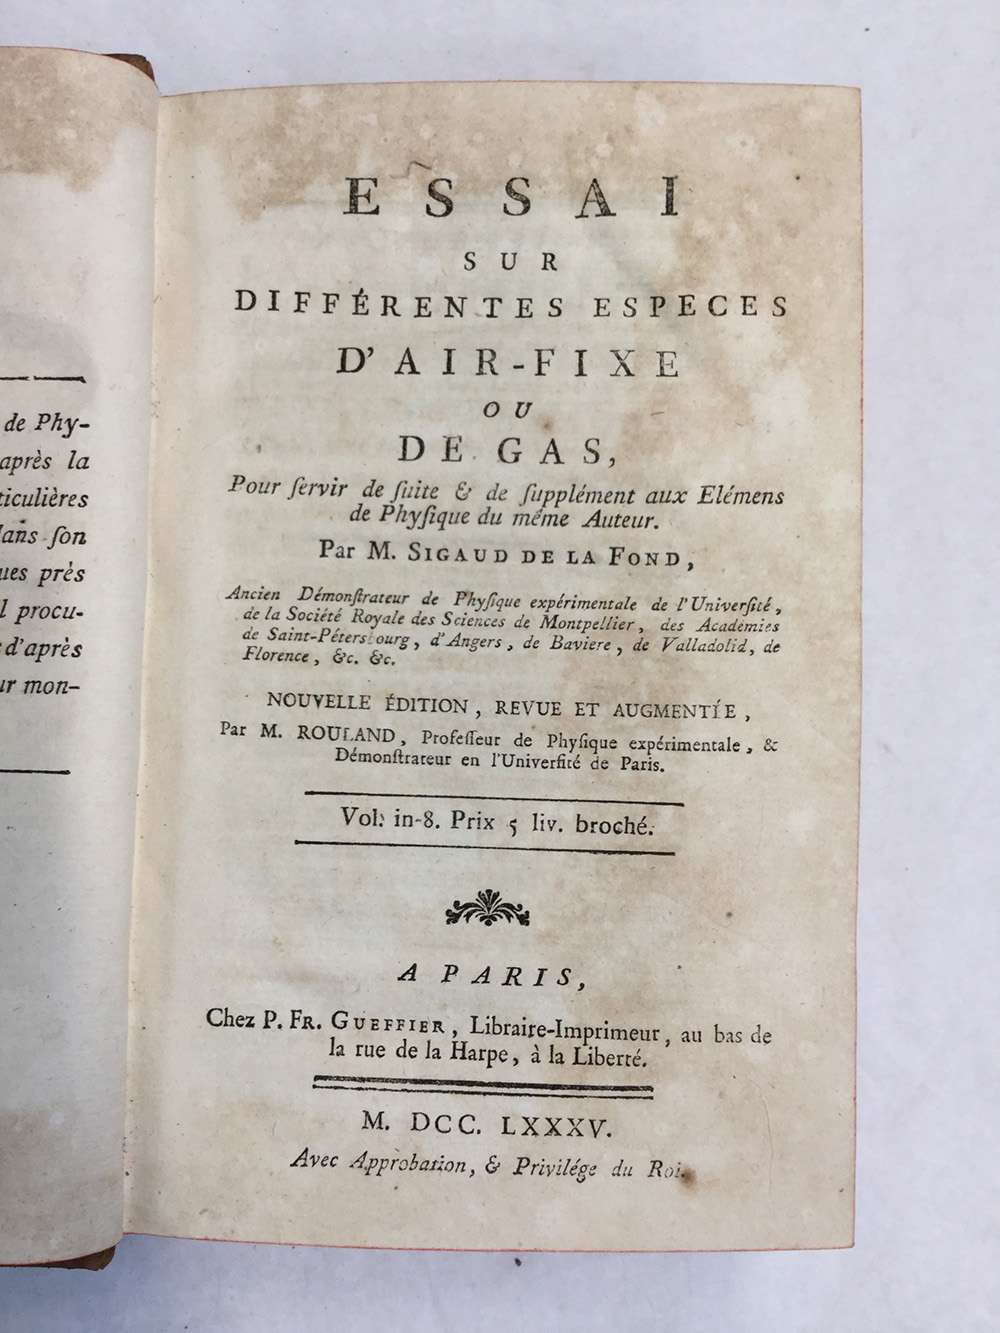 de Phy-
après la
ticulières
dans ſon
ues près
l procu-
d'après
ur mon-
ESSAI
SUR
DIFFÉRENTES ESPECES
D'AIR-FIXE
OU
DE GAS,
Pour ſervir de ſuite & de ſupplément aux Elémens
de Phyſique du même Auteur.
Par M. SIGAUD DE LA FOND,
Ancien Démonſtrateur de Phyſique expérimentale de l'Univerſité,
de la Société Royale des Sciences de Montpellier, des Académies
de Saint-Pétersbourg, d'Angers, de Baviere, de Valladolid, de
Florence, &c. &c.
NOUVELLE ÉDITION, REVUE ET AUGMENTÉE,
Par M. ROULAND, Profeſſeur de Phyſique expérimentale, &
Démonſtrateur en l'Univerſité de Paris.
Vol. in-8. Prix 5 liv. broché.
A PARIS,
Chez P. FR. GUEFFIER, Libraire-Imprimeur, au bas de
la rue de la Harpe, à la Liberté.
M. DCC. LXXXV.
Avec Approbation, & Privilége du Roi.